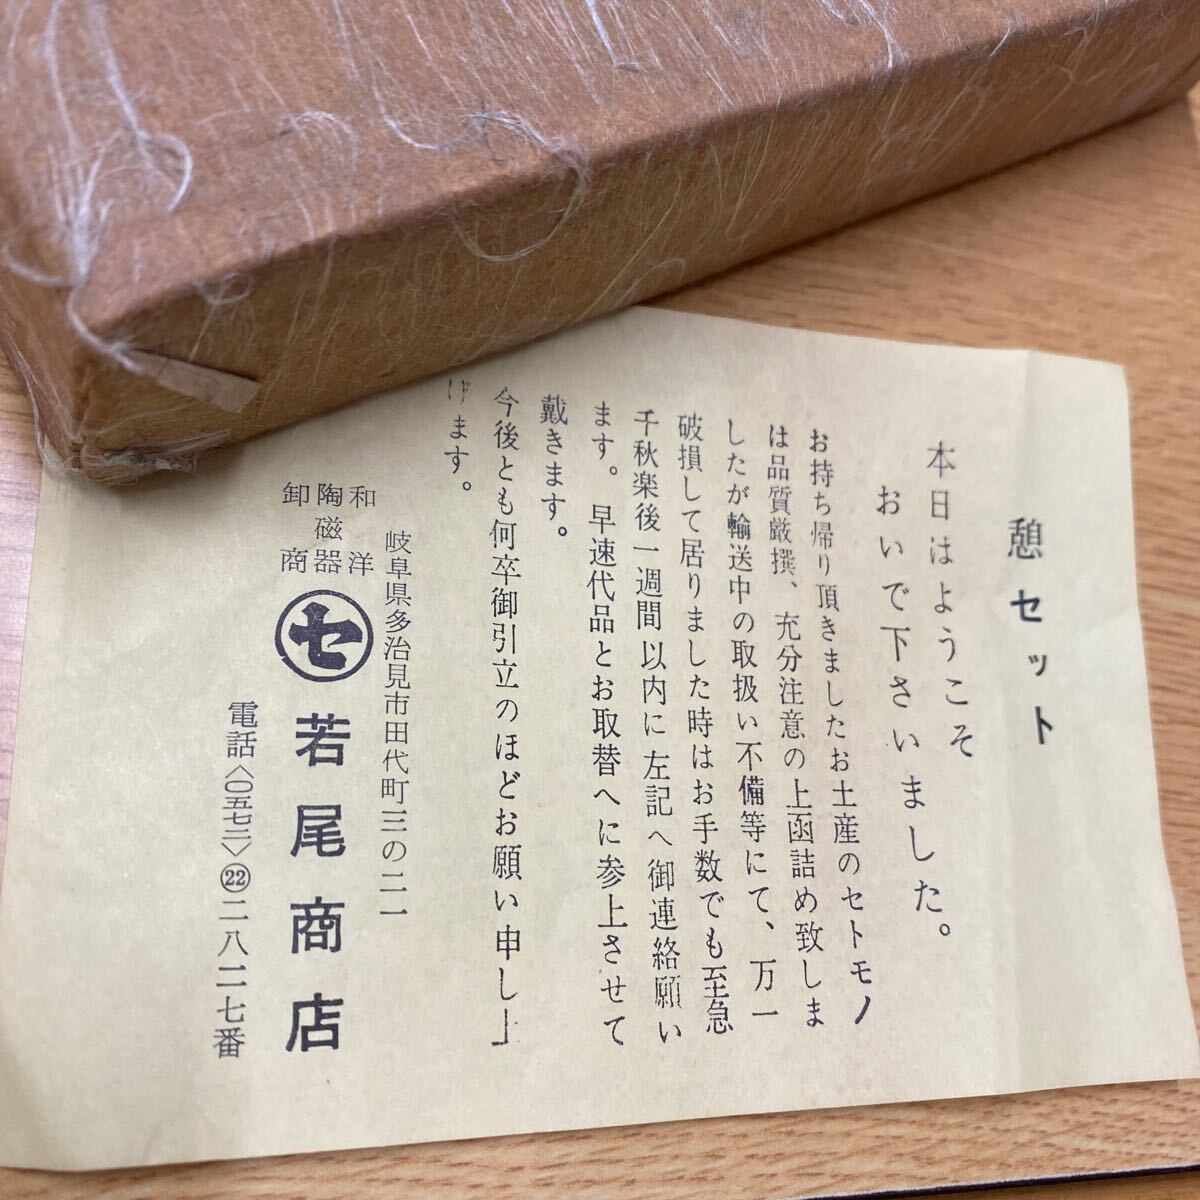 憩セット
本日はようこそ
おいで下さいました。
お持ち帰り頂きましたお土産のセトモノ
は品質厳撰、充分注意の上函詰め致しま
したが輸送中の取扱い不備等にて、万一
破損して居りました時はお手数でも至急
千秋楽後一週間以内に左記へ御連絡願い
ます。早速代品とお取替へに参上させて
戴きます。
今後とも何卒御引立のほどお願い申し上
げます。
岐阜県多治見市田代町三の二一
和洋
陶磁器
卸商
セ 若尾商店
電話〈〇五七二〉㉒二八二七番